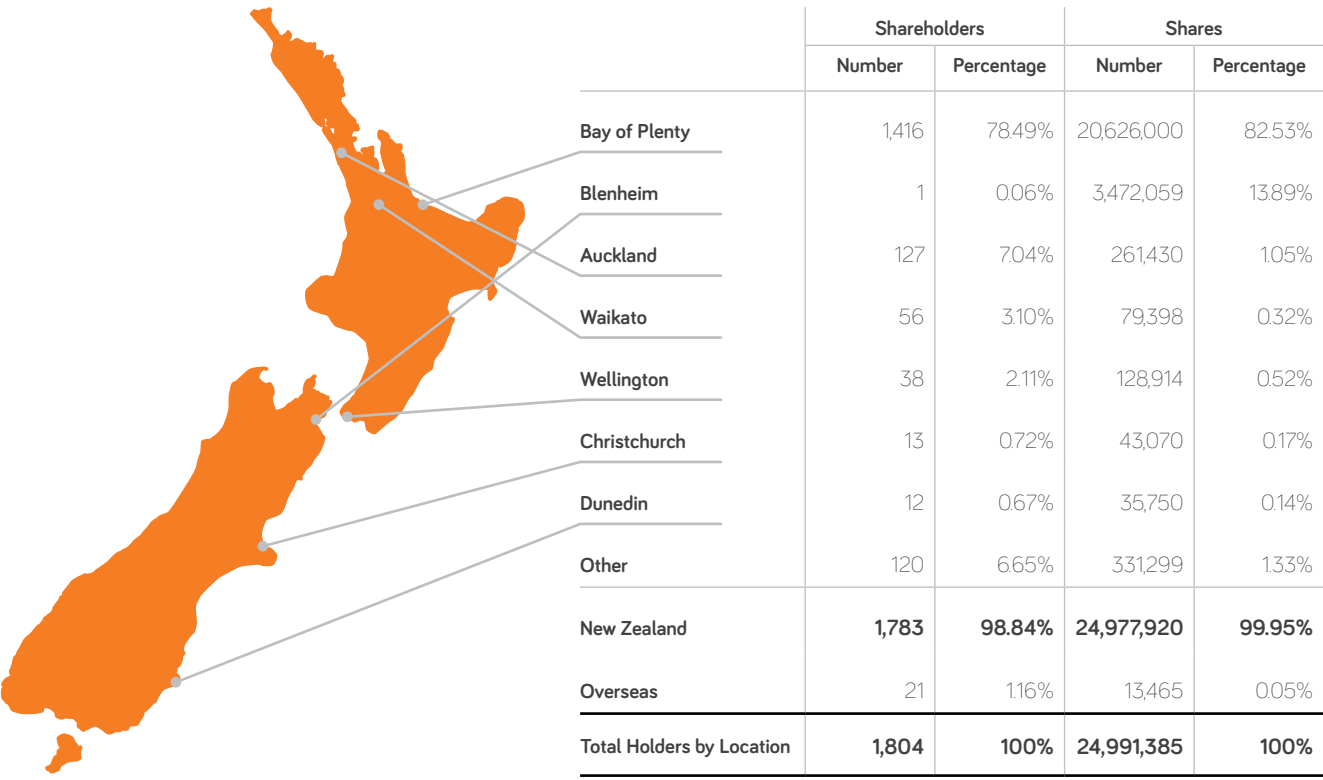 Shareholders Shares
Number Percentage Number Percentage
Bay of Plenty 1,416 78.49% 20,626,000 82.53%
Blenheim 1 0.06% 3,472,059 13.89%
Auckland 127 7.04% 261,430 1.05%
Waikato 56 3.10% 79,398 0.32%
Wellington 38 2.11% 128,914 0.52%
Christchurch 13 0.72% 43,070 0.17%
Dunedin 12 0.67% 35,750 0.14%
Other 120 6.65% 331,299 1.33%
New Zealand 1,783 98.84% 24,977,920 99.95%
Overseas 21 1.16% 13,465 0.05%
Total Holders by Location 1,804 100% 24,991,385 100%